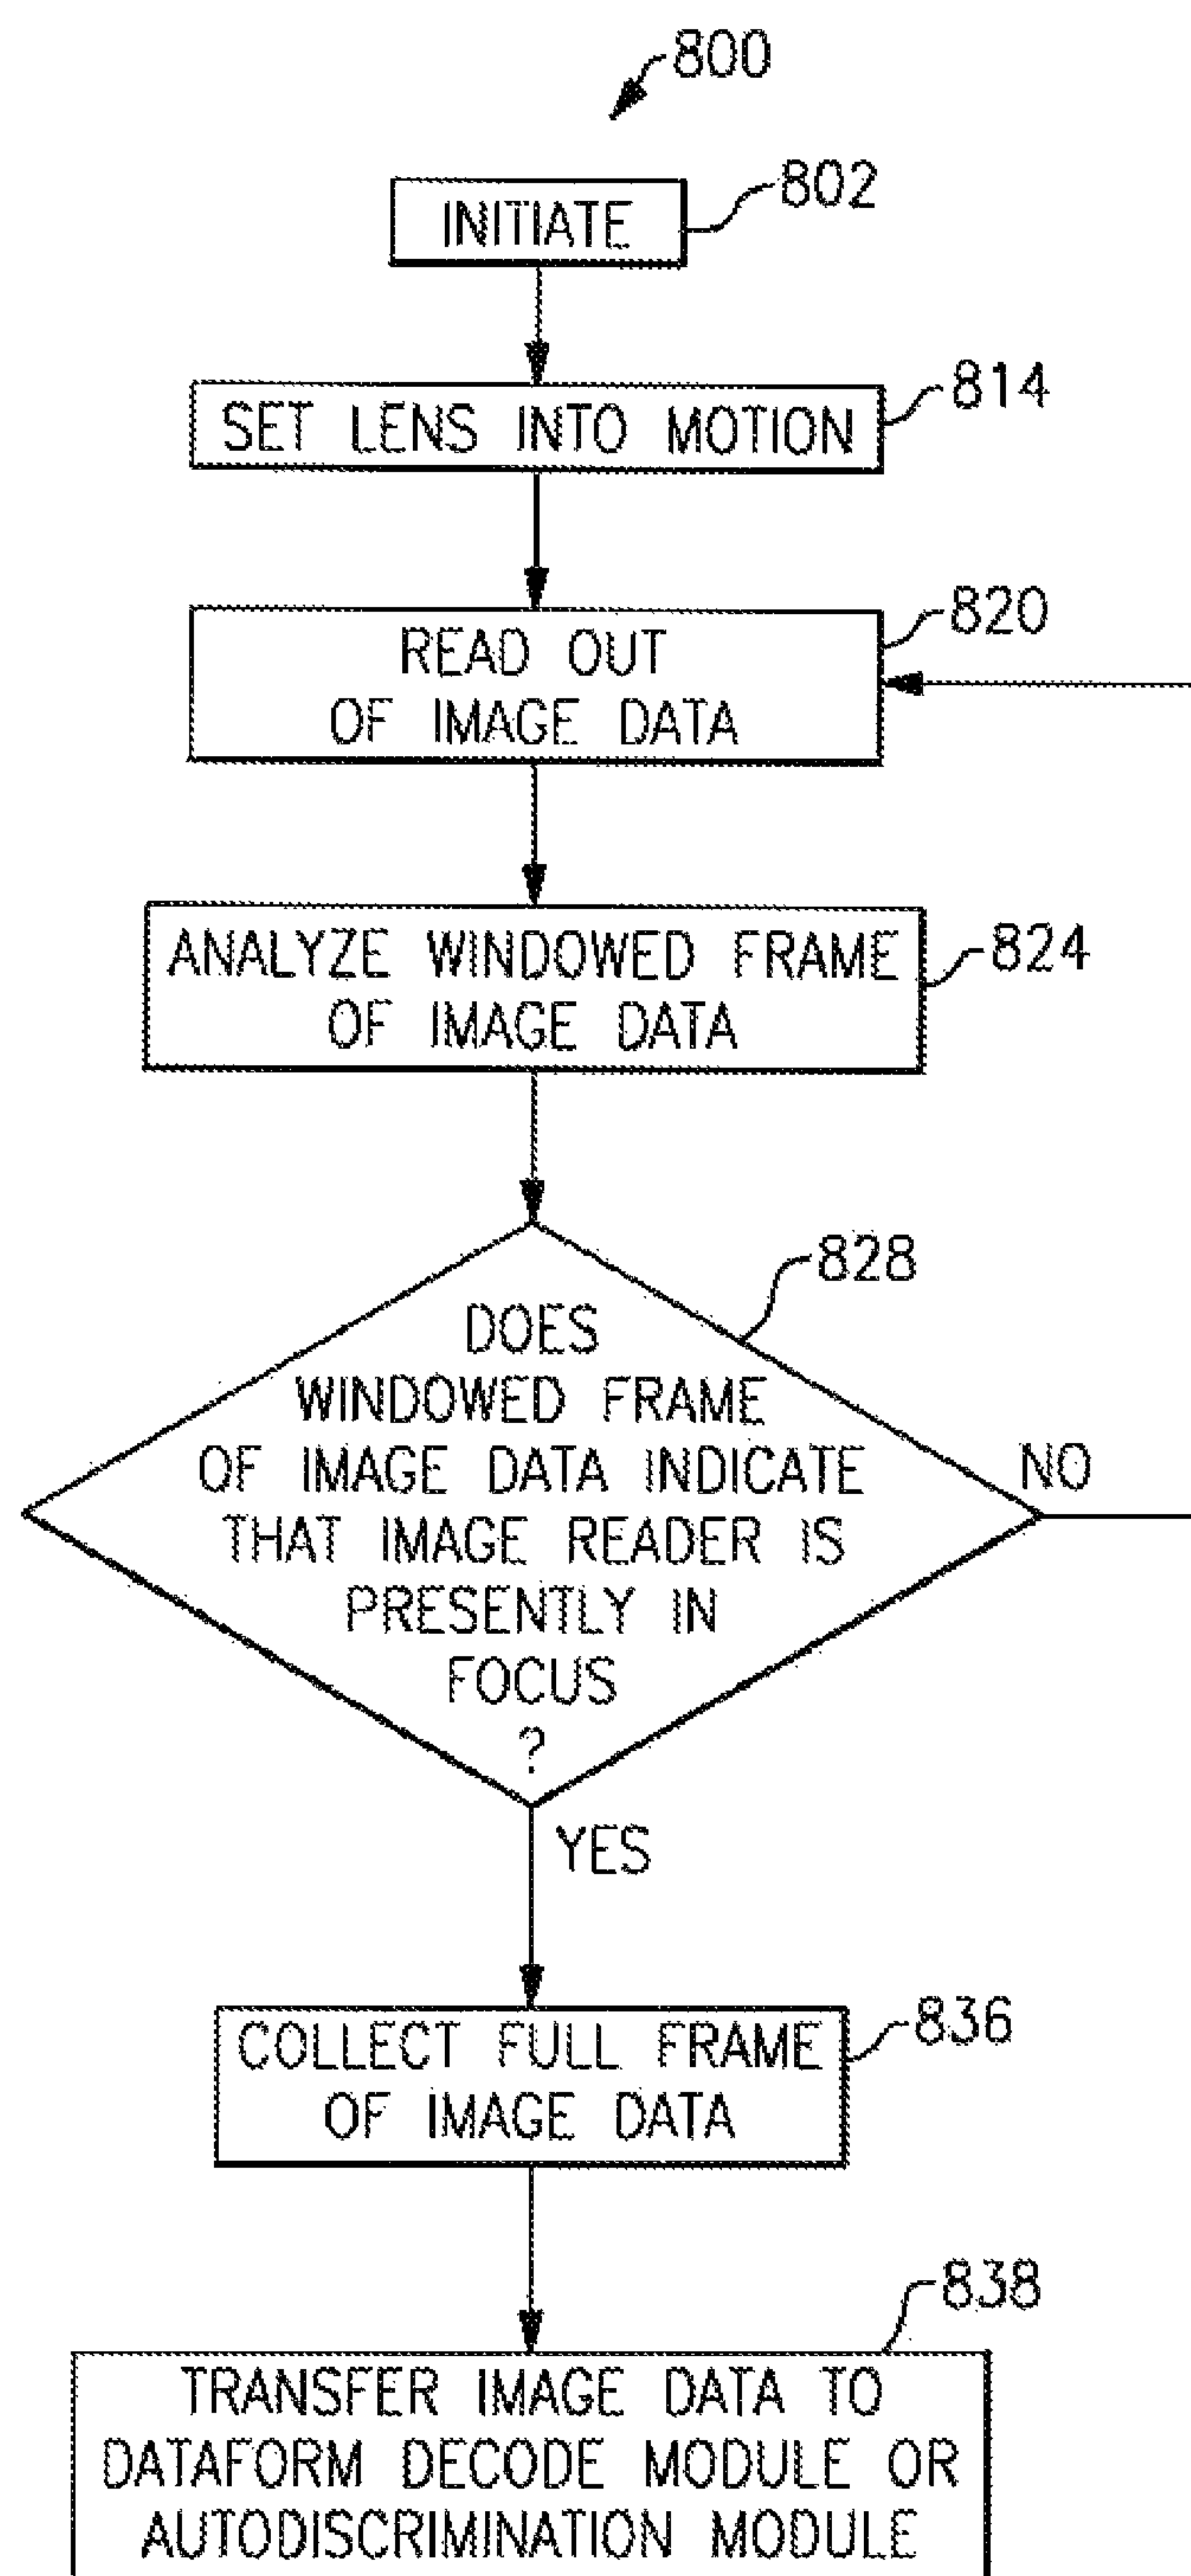 800
INITIATE
802
SET LENS INTO MOTION
814
READ OUT
OF IMAGE DATA
820
ANALYZE WINDOWED FRAME
OF IMAGE DATA
824
DOES
WINDOWED FRAME
OF IMAGE DATA INDICATE
THAT IMAGE READER IS
PRESENTLY IN
FOCUS
?
828
NO
YES
COLLECT FULL FRAME
OF IMAGE DATA
836
838
TRANSFER IMAGE DATA TO
DATAFORM DECODE MODULE OR
AUTODISCRIMINATION MODULE